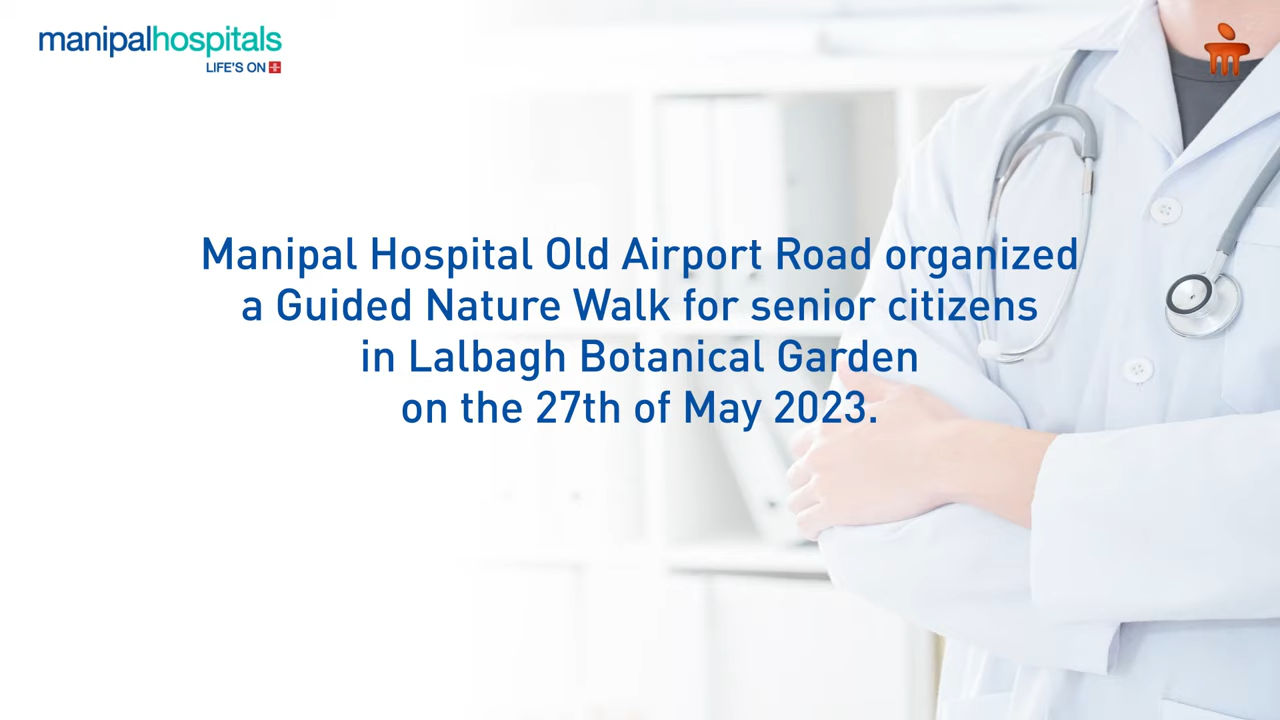 manipalhospitals
LIFE'S ON
Manipal Hospital Old Airport Road organized
a Guided Nature Walk for senior citizens
in Lalbagh Botanical Garden
on the 27th of May 2023.